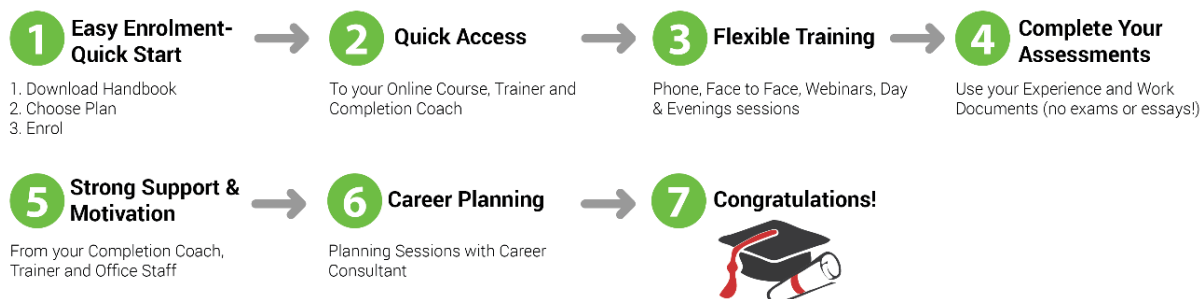 1 Easy Enrolment-
Quick Start
1. Download Handbook
2. Choose Plan
3. Enrol
2 Quick Access
To your Online Course, Trainer and
Completion Coach
3 Flexible Training
Phone, Face to Face, Webinars, Day
& Evenings sessions
4 Complete Your
Assessments
Use your Experience and Work
Documents (no exams or essays!)
5 Strong Support &
Motivation
From your Completion Coach,
Trainer and Office Staff
6 Career Planning
Planning Sessions with Career
Consultant
7 Congratulations!